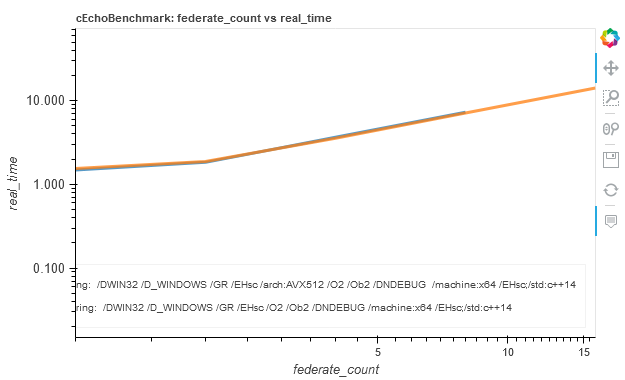 cEchoBenchmark: federate_count vs real_time
10.000
1.000
0.100
real_time
ng: /DWIN32 /D_WINDOWS /GR /EHsc /arch:AVX512 /O2 /Ob2 /DNDEBUG /machine:x64 /EHsc;/std:c++14
ring: /DWIN32 /D_WINDOWS /GR /EHsc /O2 /Ob2 /DNDEBUG /machine:x64 /EHsc;/std:c++14
5 10 15
federate_count